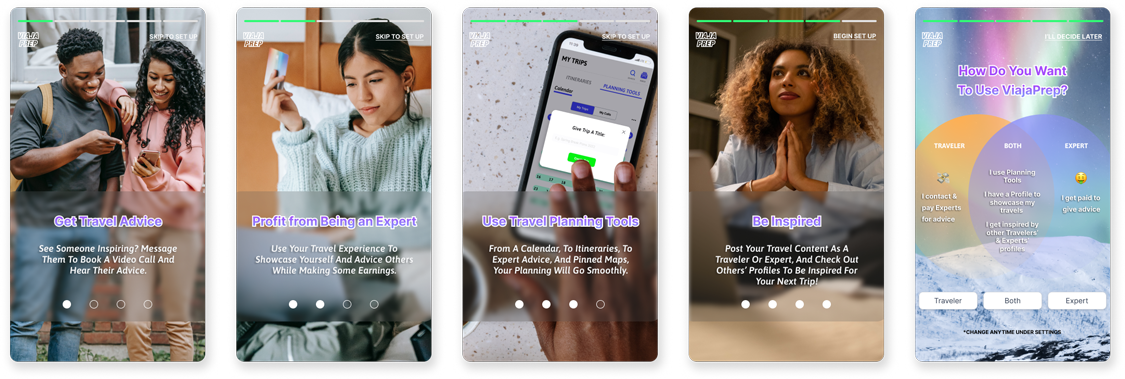 VIAJA
PREP
SKIP TO SET UP
Get Travel Advice
See Someone Inspiring? Message
Them To Book A Video Call And
Hear Their Advice.
VIAJA
PREP
SKIP TO SET UP
Profit from Being an Expert
Use Your Travel Experience To
Showcase Yourself And Advice Others
While Making Some Earnings.
VIAJA
PREP
SKIP TO SET UP
MY TRIPS
ITINERARIES
PLANNING TOOLS
Calendar
Give Trip A Title:
Use Travel Planning Tools
From A Calendar, To Itineraries, To
Expert Advice, And Pinned Maps,
Your Planning Will Go Smoothly.
VIAJA
PREP
BEGIN SET UP
Be Inspired
Post Your Travel Content As A
Traveler Or Expert, And Check Out
Others' Profiles To Be Inspired For
Your Next Trip!
VIAJA
PREP
I'LL DECIDE LATER
How Do You Want
To Use ViajaPrep?
TRAVELER
BOTH
EXPERT
I contact &
pay Experts
for advice
I use Planning
Tools
I have a Profile to
showcase my
travels
I get inspired by
other Travelers'
& Experts'
profiles
I get paid to
give advice
Traveler
Both
Expert
*CHANGE ANYTIME UNDER SETTINGS